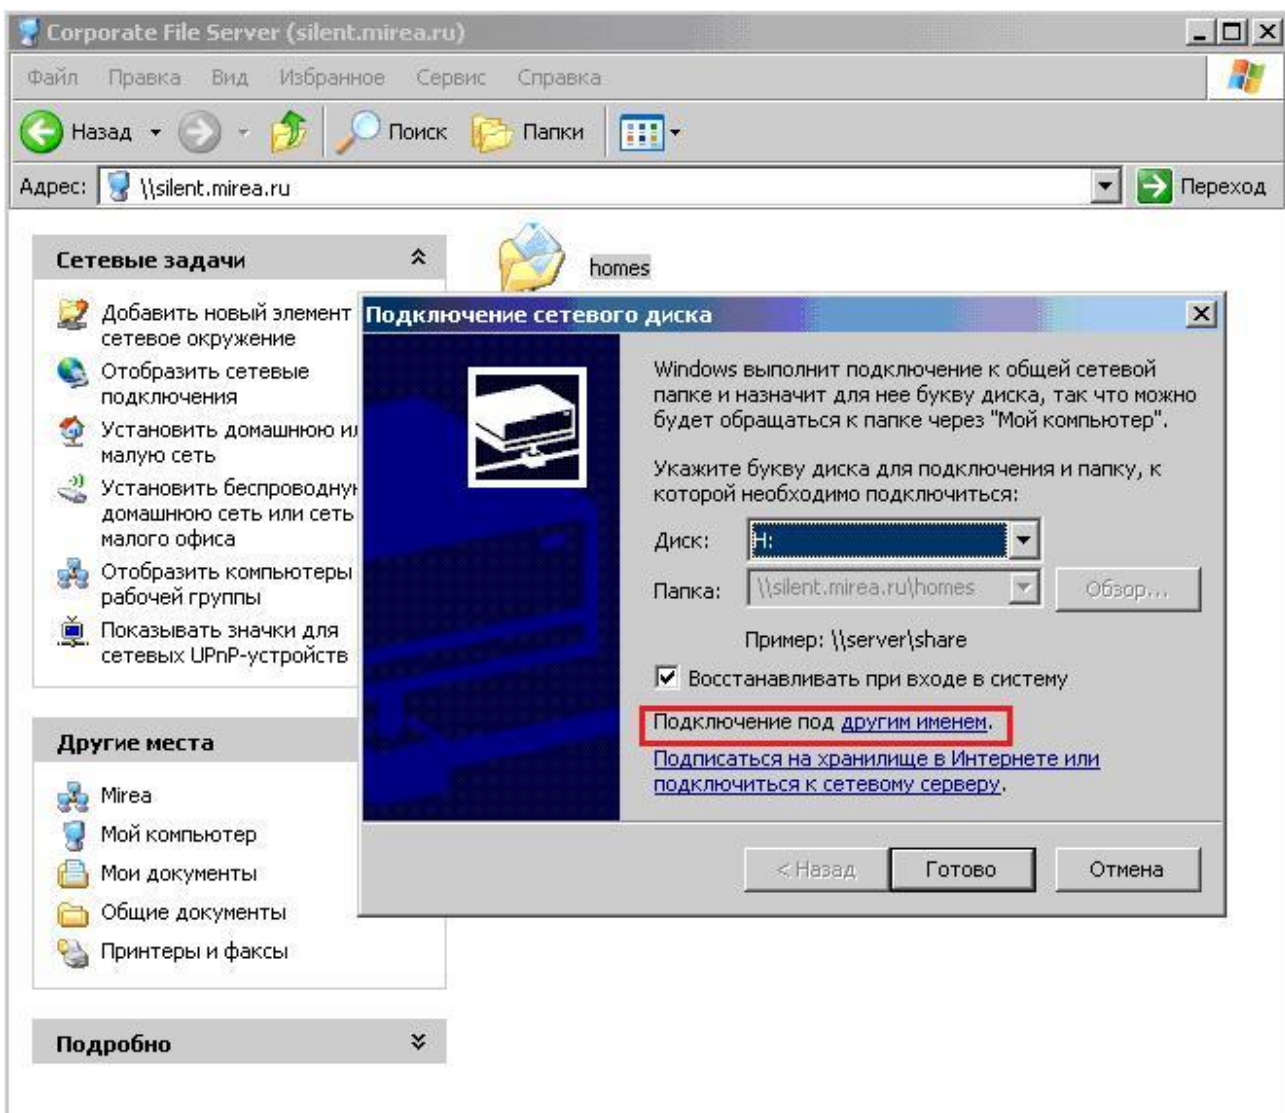 Corporate File Server (silent.mirea.ru)
Файл Правка Вид Избранное Сервис Справка
Назад Поиск Папки
Адрес: \\silent.mirea.ru Переход
Сетевые задачи
Добавить новый элемент
сетевое окружение
Отобразить сетевые
подключения
Установить домашнюю ил
малую сеть
Установить беспроводну
домашнюю сеть или сеть
малого офиса
Отобразить компьютеры
рабочей группы
Показывать значки для
сетевых UPnP-устройств
Другие места
Mirea
Мой компьютер
Мои документы
Общие документы
Принтеры и факсы
Подробно
homes
Подключение сетевого диска
Windows выполнит подключение к общей сетевой
папке и назначит для нее букву диска, так что можно
будет обращаться к папке через "Мой компьютер".
Укажите букву диска для подключения и папку, к
которой необходимо подключиться:
Диск: H:
Папка: \\silent.mirea.ru\homes Обзор...
Пример: \\server\share
Восстанавливать при входе в систему
Подключение под другим именем.
Подписаться на хранилище в Интернете или
подключиться к сетевому серверу.
< Назад Готово Отмена